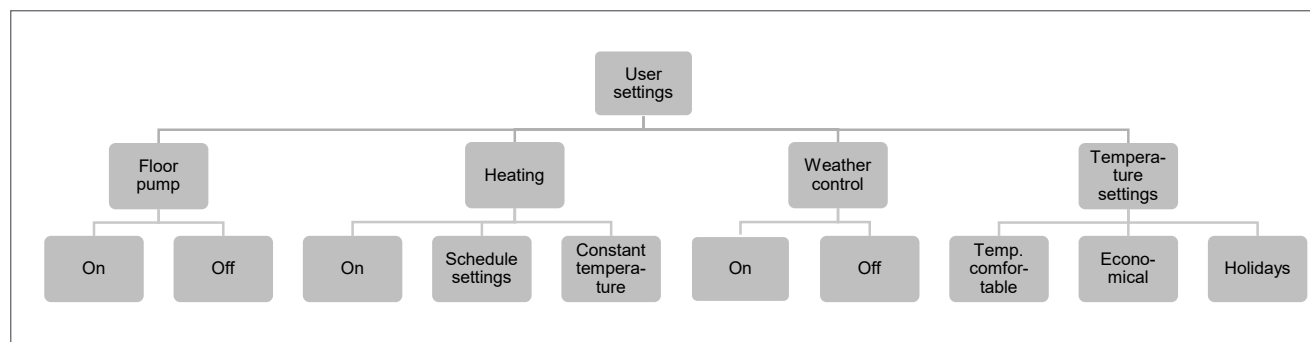 User
settings
Floor
pump
Heating
Weather
control
Tempera-
ture
settings
On
Off
On
Schedule
settings
Constant
tempera-
ture
On
Off
Temp.
comfor-
table
Econo-
mical
Holidays